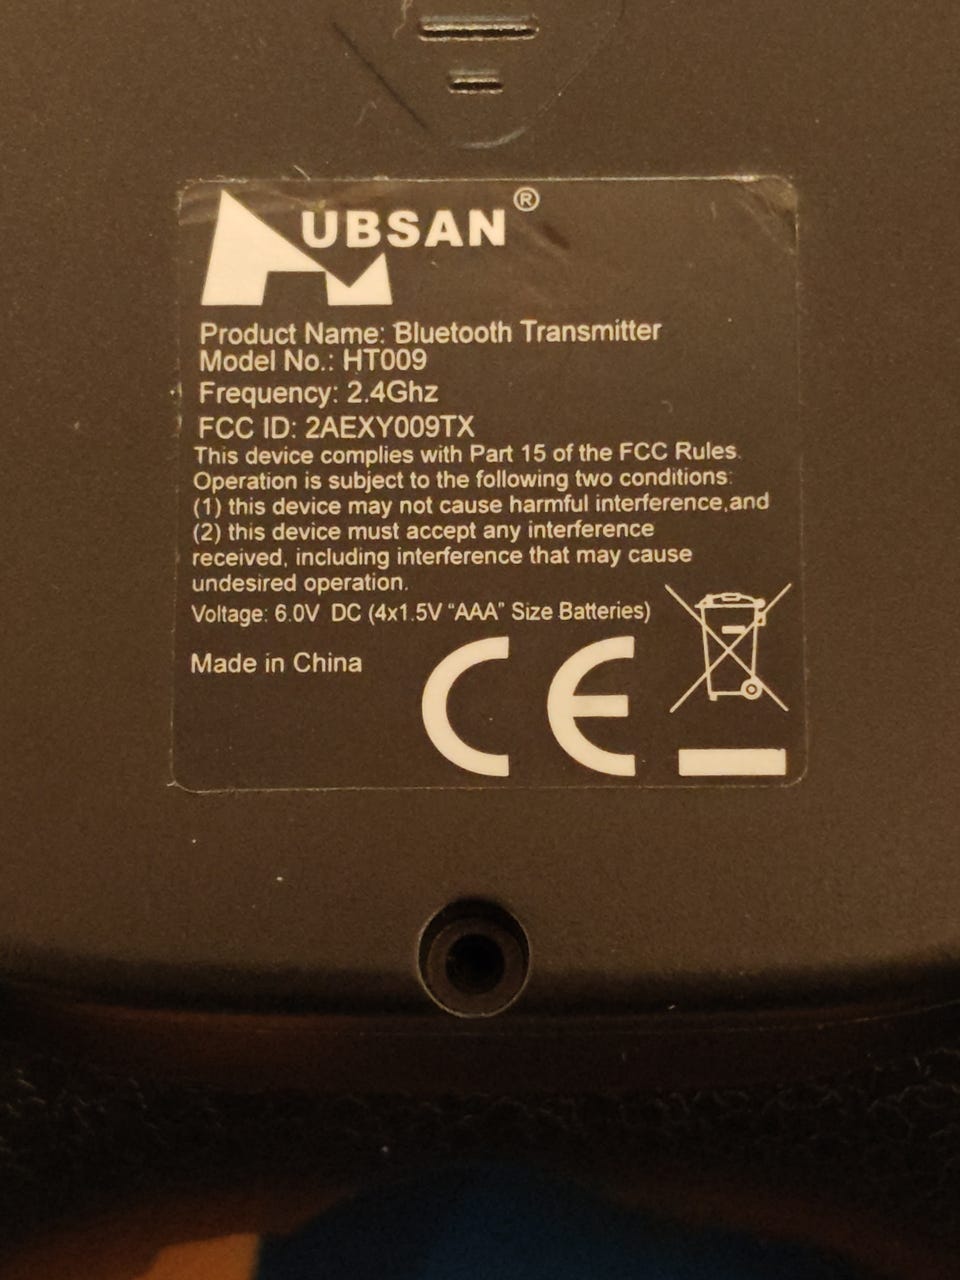 HUBSAN®
Product Name: Bluetooth Transmitter
Model No.: HT009
Frequency: 2.4Ghz
FCC ID: 2AEXY009TX
This device complies with Part 15 of the FCC Rules.
Operation is subject to the following two conditions:
(1) this device may not cause harmful interference,and
(2) this device must accept any interference
received, including interference that may cause
undesired operation.
Voltage: 6.0V DC (4x1.5V “AAA” Size Batteries)
Made in China
CE